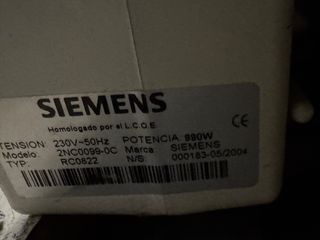 SIEMENS
Homologado por el L.C.O.E.
TENSION: 230V~50Hz POTENCIA: 990W
Modelo: 2NC0099-0C Marca SIEMENS
TYP. RC0822 N/S: 000183-05/2004
CE